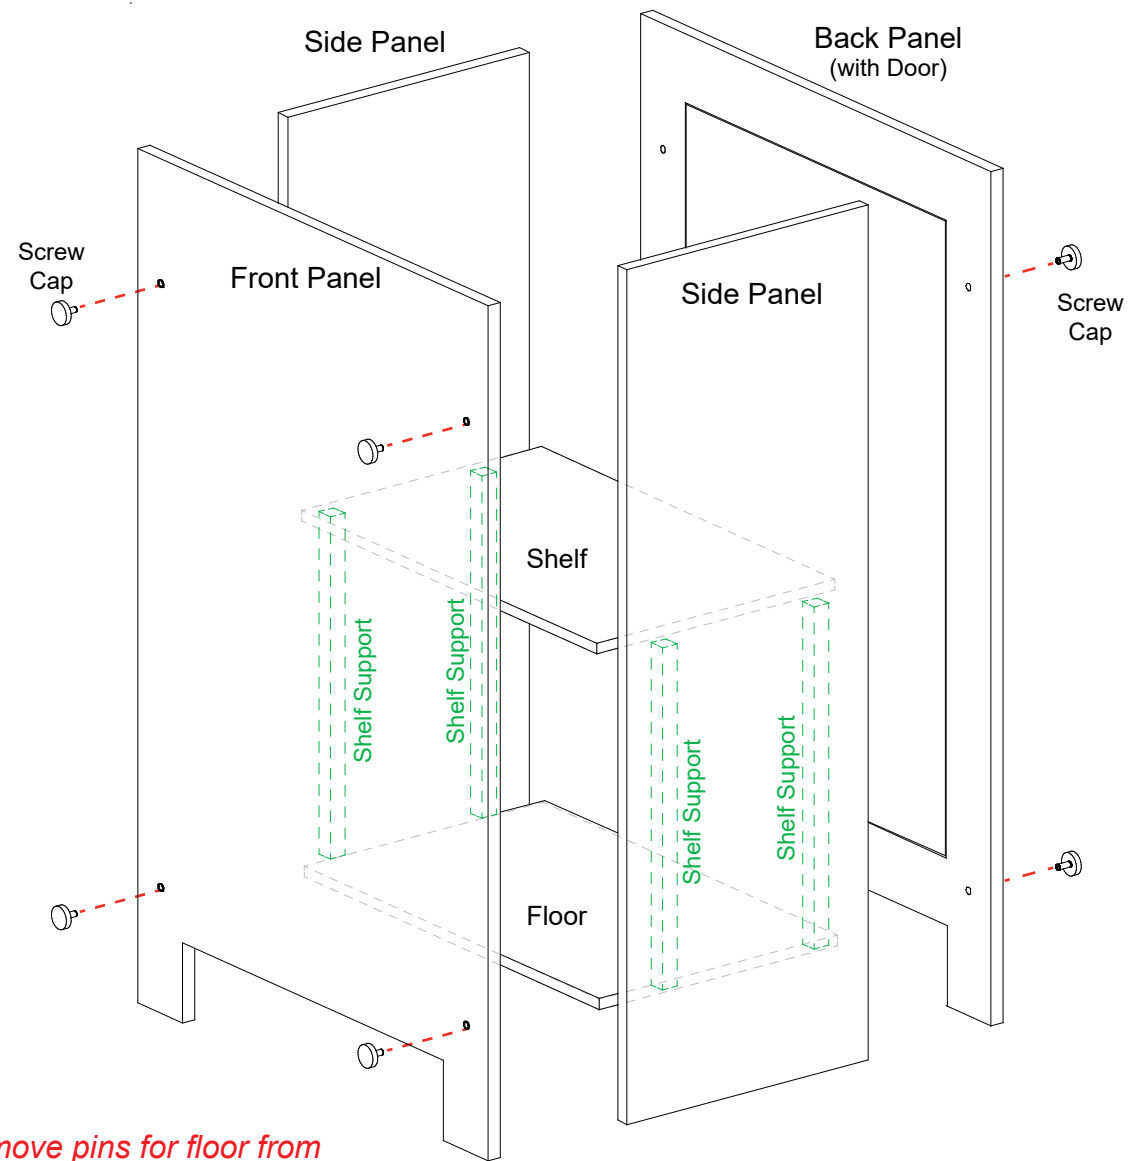 Side Panel
Back Panel
(with Door)
Screw
Cap
Front Panel
Side Panel
Screw
Cap
Shelf
Shelf Support
Shelf Support
Shelf Support
Shelf Support
Floor
pins for floor from